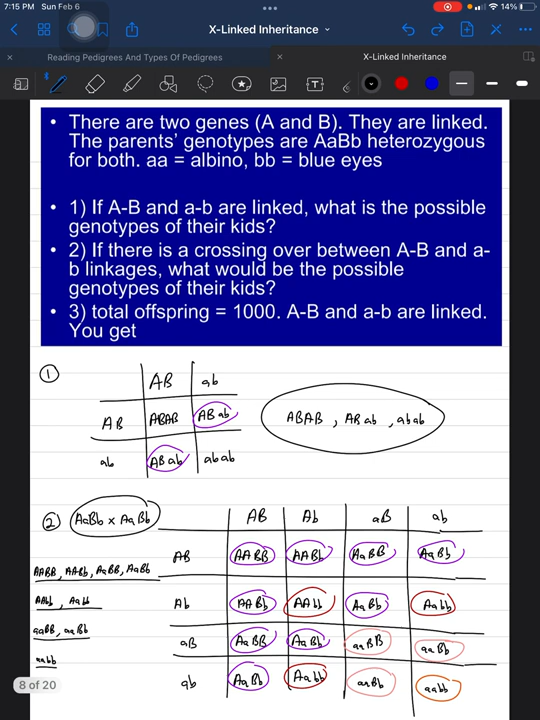 7:15 PM Sun Feb 6
14%
X-Linked Inheritance
Reading Pedigrees And Types Of Pedigrees
X-Linked Inheritance
• There are two genes (A and B). They are linked.
The parents' genotypes are AaBb heterozygous
for both. aa = albino, bb = blue eyes
• 1) If A-B and a-b are linked, what is the possible
genotypes of their kids?
• 2) If there is a crossing over between A-B and a-
b linkages, what would be the possible
genotypes of their kids?
• 3) total offspring = 1000. A-B and a-b are linked.
You get
1
AB ab
AB ABAB ABab
ab ABab abab
ABAB, ABab, abab
2 AaBb x AaBb
AB Ab aB ab
AB AABB AABb AaBB AaBb
AABB, AABb, AaBB, AaBb
Ab AABb AAbb AaBb Aabb
AAbb, Aabb
aB AaBB AaBb aaBB aaBb
aaBB, aaBb
ab AaBb Aabb aaBb aabb
aabb
8 of 20